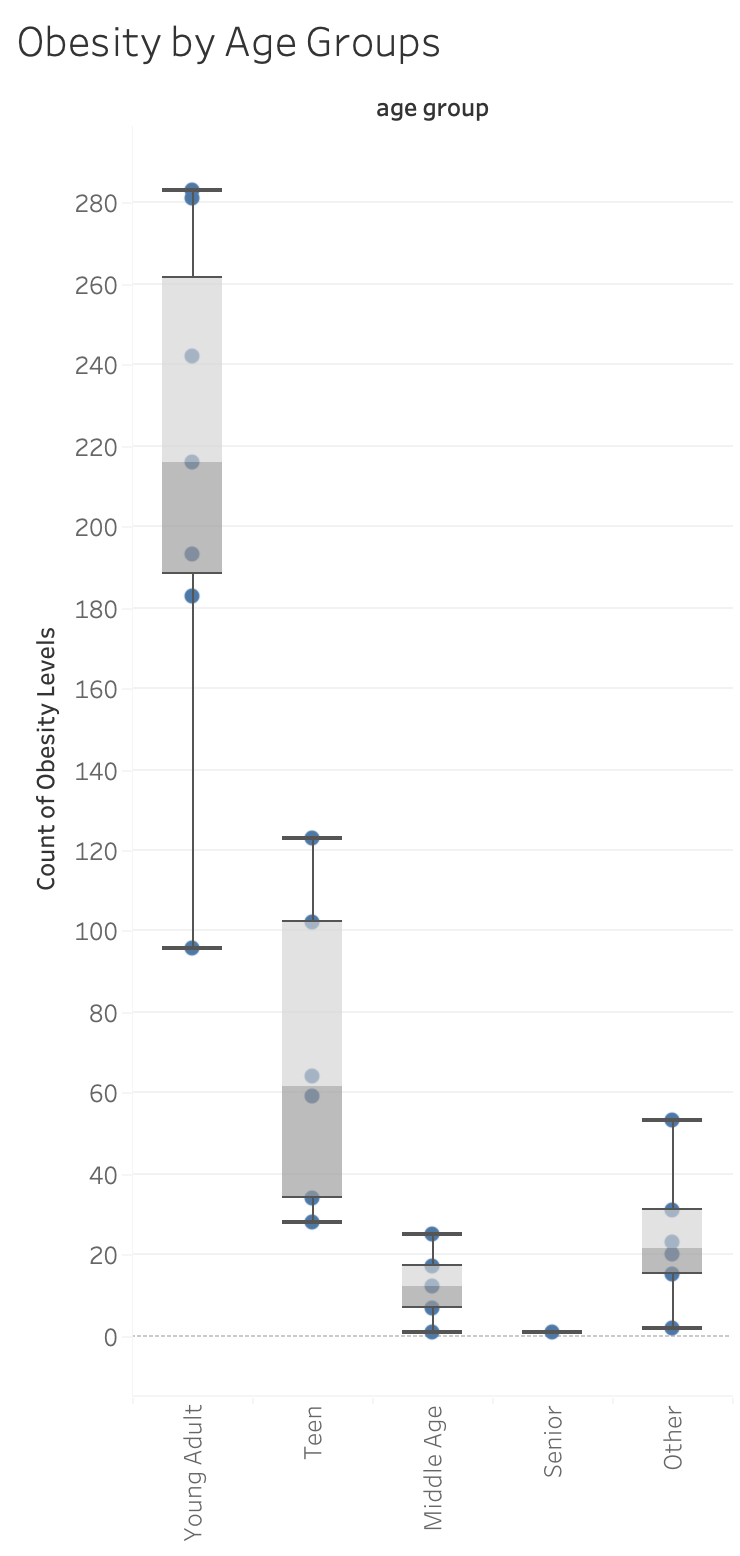 Obesity by Age Groups
age group
Count of Obesity Levels
280
260
240
220
200
180
160
140
120
100
80
60
40
20
0
Young Adult
Teen
Middle Age
Senior
Other